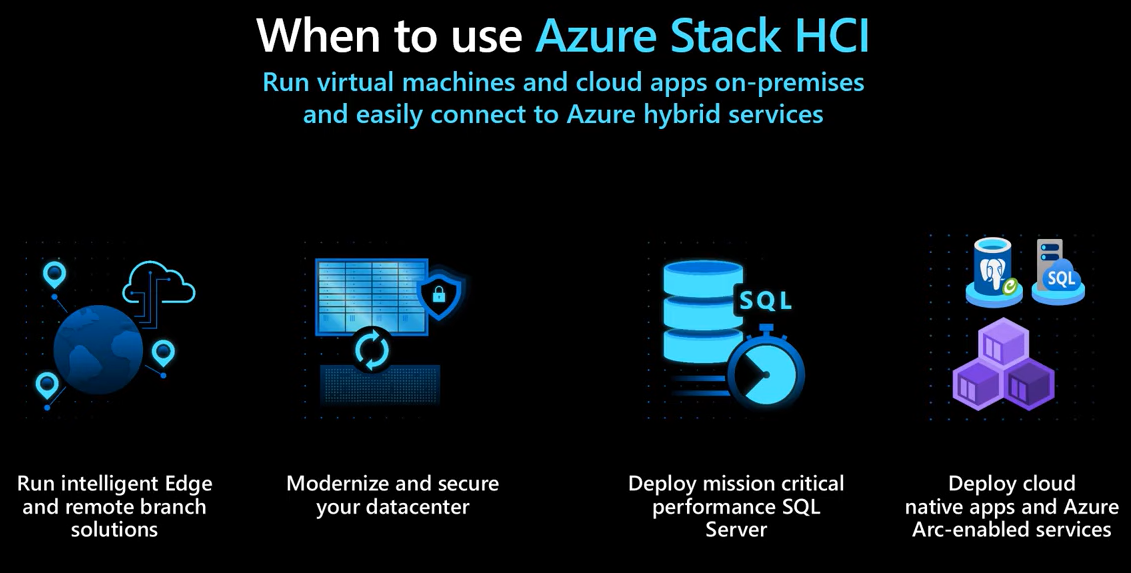 When to use Azure Stack HCI
Run virtual machines and cloud apps on-premises
and easily connect to Azure hybrid services
SQL
SQL
Run intelligent Edge
and remote branch
solutions
Modernize and secure
your datacenter
Deploy mission critical
performance SQL
Server
Deploy cloud
native apps and Azure
Arc-enabled services